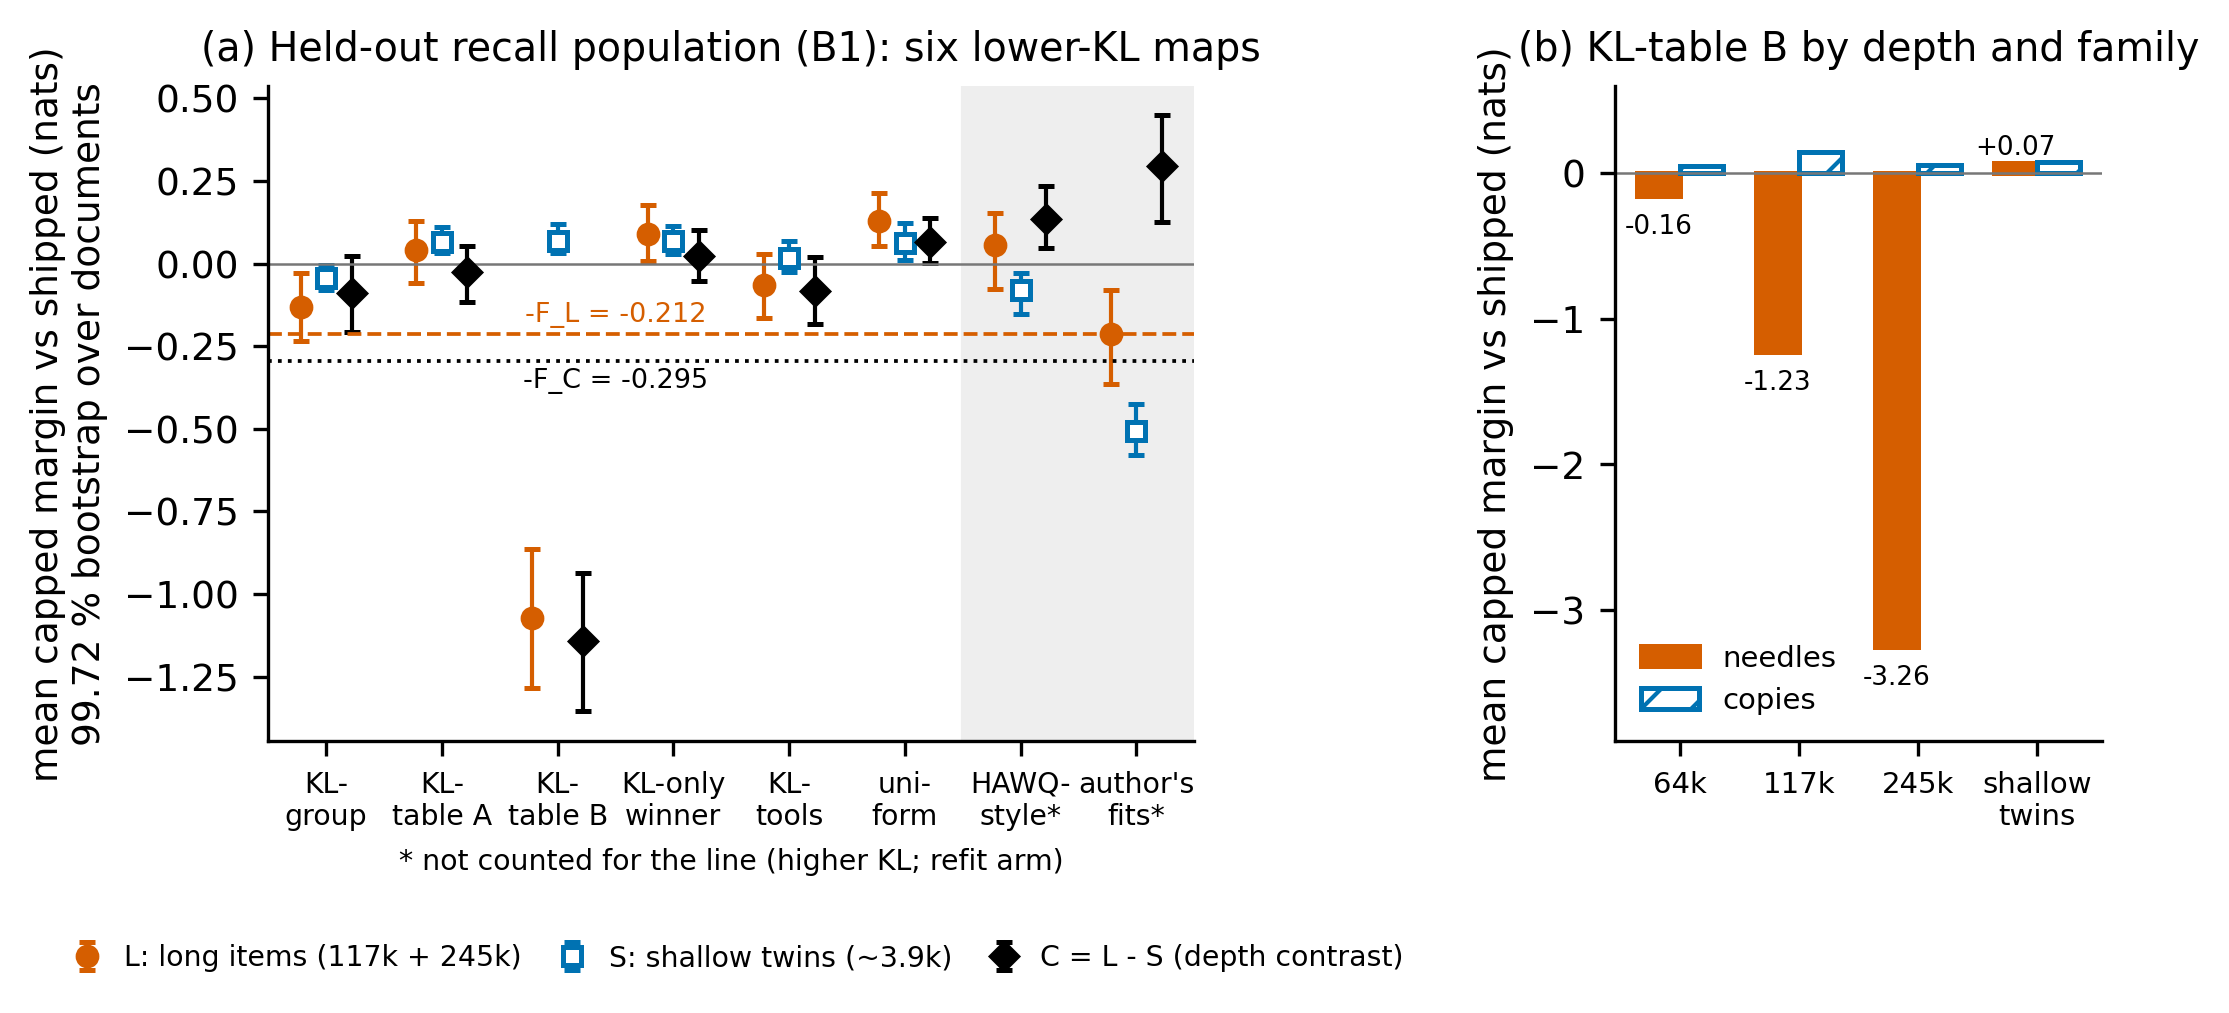 (a) Held-out recall population (B1): six lower-KL maps
mean capped margin vs shipped (nats)
99.72 % bootstrap over documents
0.50
0.25
0.00
−0.25
−0.50
−0.75
−1.00
−1.25
-F_L = -0.212
-F_C = -0.295
KL-
group
KL-
table A
KL-
table B
KL-only
winner
KL-
tools
uni-
form
HAWQ-
style*
author's
fits*
* not counted for the line (higher KL; refit arm)
L: long items (117k + 245k)
S: shallow twins (~3.9k)
C = L - S (depth contrast)
(b) KL-table B by depth and family
mean capped margin vs shipped (nats)
0
−1
−2
−3
-0.16
-1.23
-3.26
+0.07
needles
copies
64k
117k
245k
shallow
twins